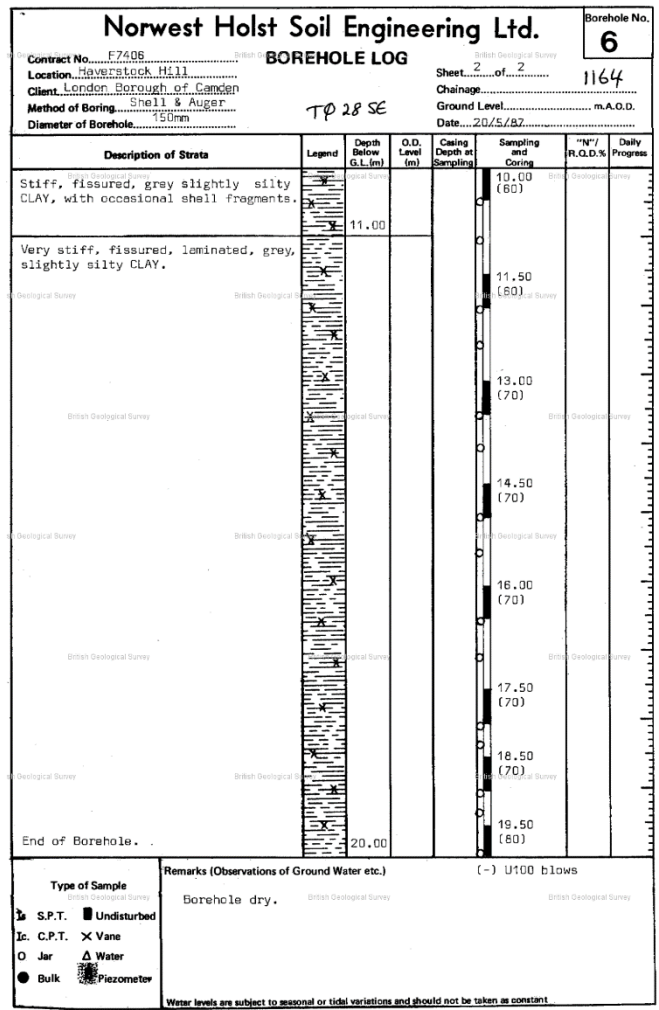 Norwest Holst Soil Engineering Ltd.
Borehole No.
6
BOREHOLE LOG
Contract No. F7406
Location Haverstock Hill
Client London Borough of Camden
Method of Boring Shell & Auger
Diameter of Borehole 150mm
TQ 28 SE
Sheet 2 of 2
1164
Chainage
Ground Level m A.O.D.
Date 20/5/87
Description of Strata
Legend
Depth Below G.L.(m)
O.D. Level (m)
Casing Depth at Sampling
Sampling and Coring
"N"/ R.Q.D.%
Daily Progress
Stiff, fissured, grey slightly silty
CLAY, with occasional shell fragments.
11.00
Very stiff, fissured, laminated, grey,
slightly silty CLAY.
10.00
(60)
11.50
(60)
13.00
(70)
14.50
(70)
16.00
(70)
17.50
(70)
18.50
(70)
19.50
(80)
End of Borehole.
20.00
Type of Sample
S.P.T.
Undisturbed
Ic. C.P.T.
X Vane
O Jar
Δ Water
Bulk
Piezometer
Remarks (Observations of Ground Water etc.)
(-) U100 blows
Borehole dry.
Water levels are subject to seasonal or tidal variations and should not be taken as constant
British Geological Survey